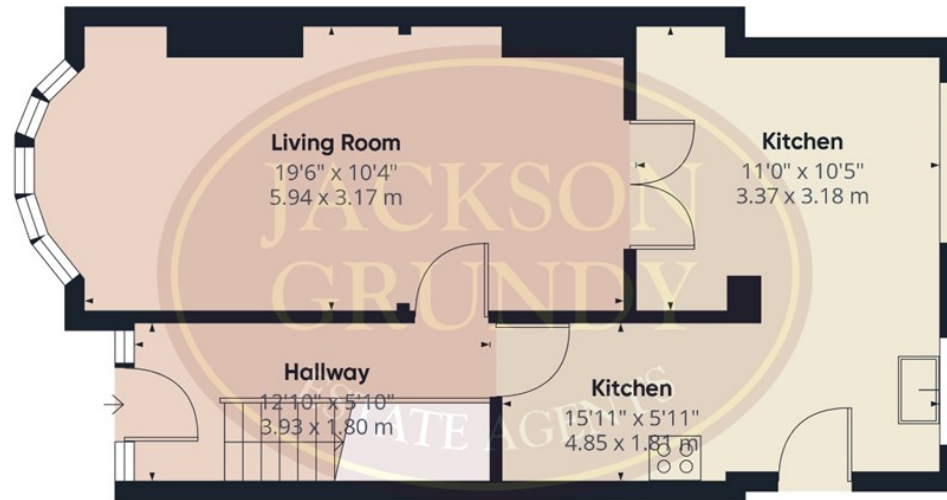 Living Room
19'6" x 10'4"
5.94 x 3.17 m
Kitchen
11'0" x 10'5"
3.37 x 3.18 m
JACKSON
GRUNDY
ESTATE AGENTS
Hallway
12'10" x 5'10"
3.93 x 1.80 m
Kitchen
15'11" x 5'11"
4.85 x 1.81 m